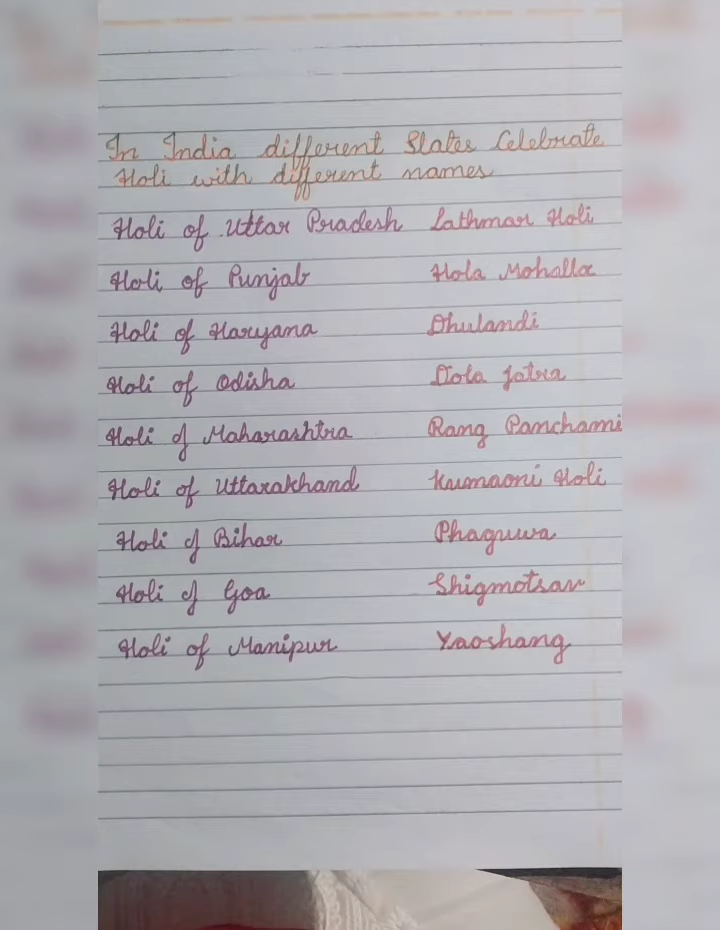 In India different States Celebrate
Holi with different names
Holi of Uttar Pradesh Lathmar Holi
Holi of Punjab Hola Mohalla
Holi of Haryana Dhulandi
Holi of Odisha Dola Jatra
Holi of Maharashtra Rang Panchami
Holi of Uttarakhand Kumaoni Holi
Holi of Bihar Phaguwa
Holi of Goa Shigmotsav
Holi of Manipur Yaoshang